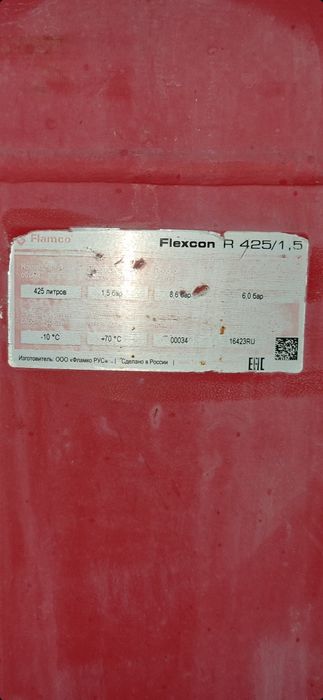 Flamco
Flexcon R 425/1,5
425 литров 1,5 бар 8,6 бар 6,0 бар
-10 °C +70 °C 00034 16423RU
Изготовитель: ООО «Фламко РУС» | Сделано в России |
EAC